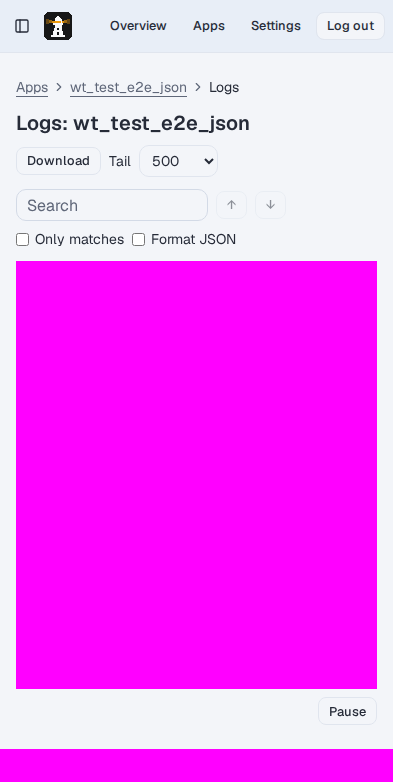 Overview Apps Settings Log out
Apps > wt_test_e2e_json > Logs
Logs: wt_test_e2e_json
Download Tail 500
Search ↑ ↓
Only matches Format JSON
Pause